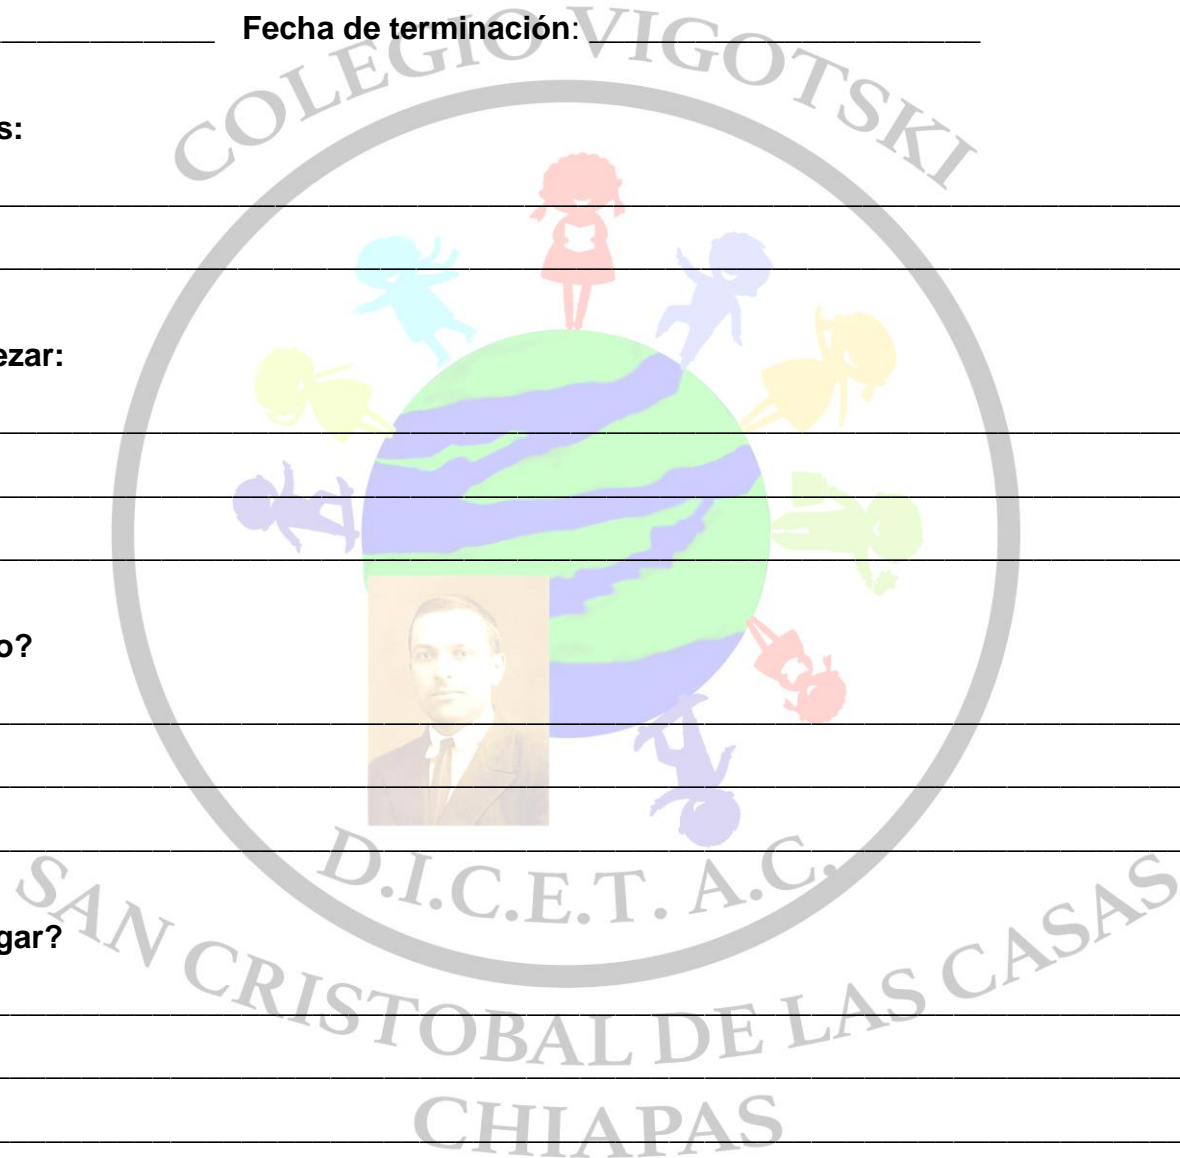 Fecha de terminación:
COLEGIO VIGOTSKI
s:
ezar:
o?
D.I.C.E.T. A.C.
gar?
SAN CRISTOBAL DE LAS CASAS
CHIAPAS